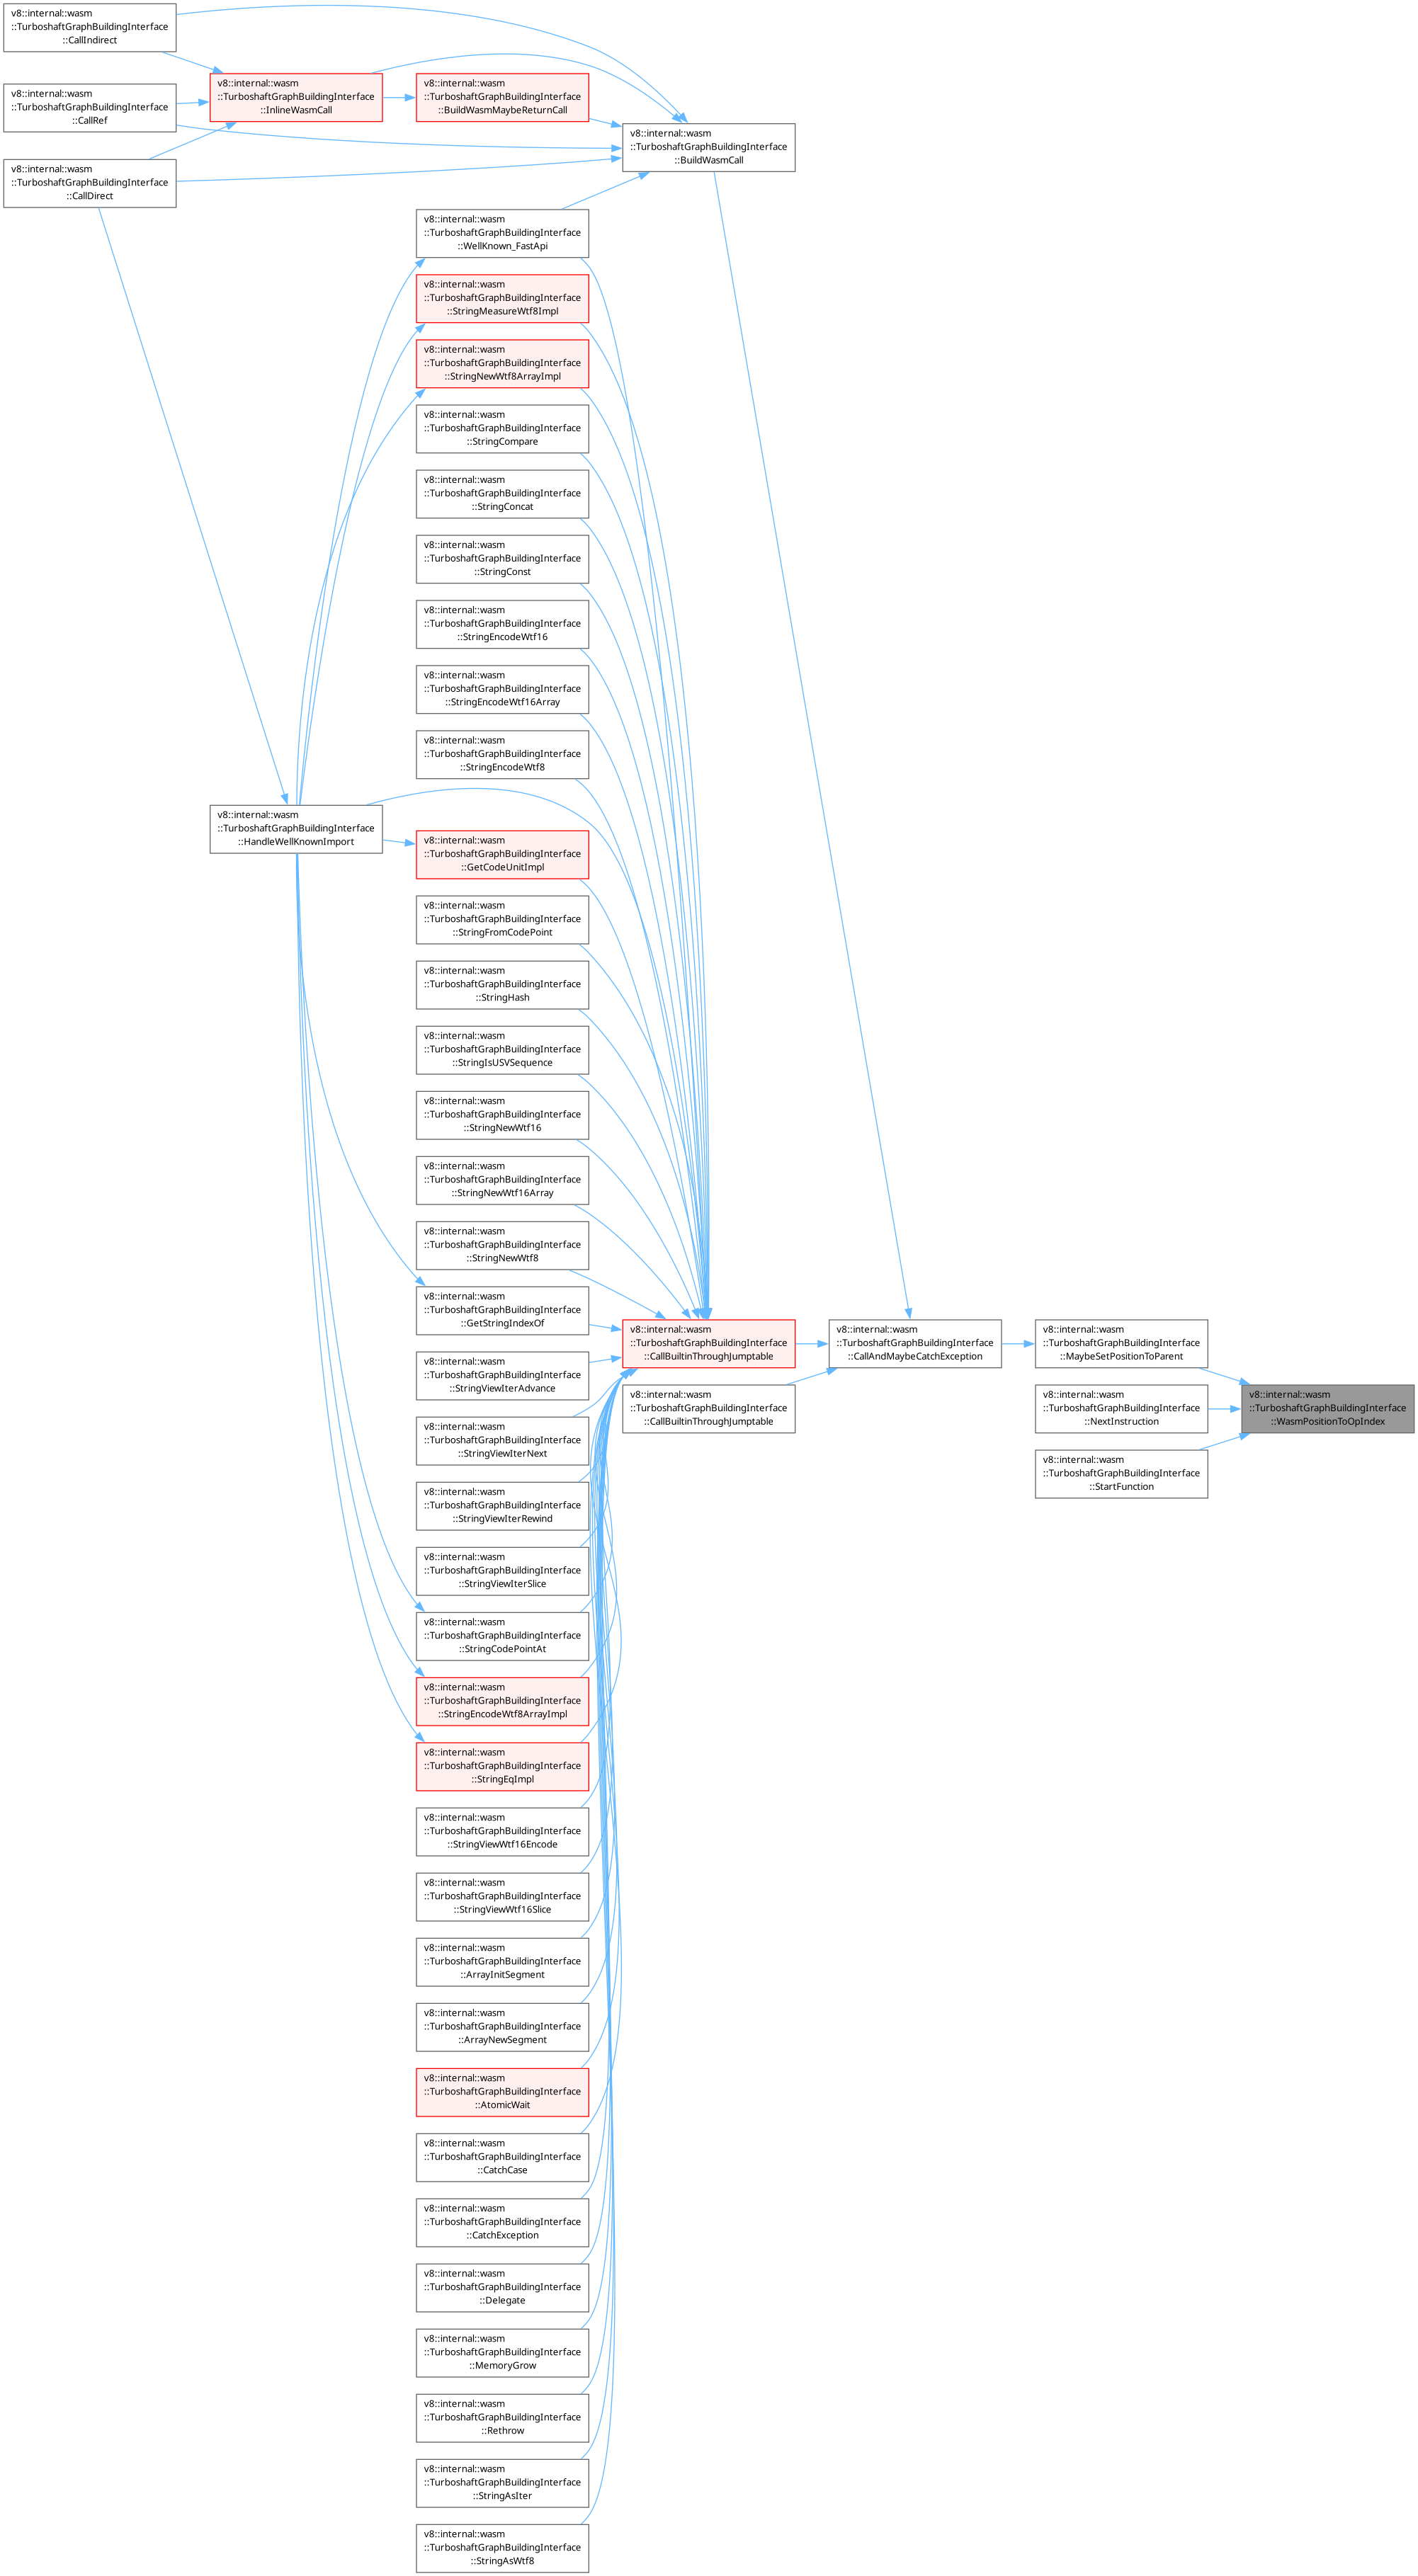 v8::internal::wasm
::TurboshaftGraphBuildingInterface
::CallIndirect
v8::internal::wasm
::TurboshaftGraphBuildingInterface
::CallRef
v8::internal::wasm
::TurboshaftGraphBuildingInterface
::CallDirect
v8::internal::wasm
::TurboshaftGraphBuildingInterface
::InlineWasmCall
v8::internal::wasm
::TurboshaftGraphBuildingInterface
::BuildWasmMaybeReturnCall
v8::internal::wasm
::TurboshaftGraphBuildingInterface
::BuildWasmCall
v8::internal::wasm
::TurboshaftGraphBuildingInterface
::WellKnown_FastApi
v8::internal::wasm
::TurboshaftGraphBuildingInterface
::StringMeasureWtf8Impl
v8::internal::wasm
::TurboshaftGraphBuildingInterface
::StringNewWtf8ArrayImpl
v8::internal::wasm
::TurboshaftGraphBuildingInterface
::StringCompare
v8::internal::wasm
::TurboshaftGraphBuildingInterface
::StringConcat
v8::internal::wasm
::TurboshaftGraphBuildingInterface
::StringConst
v8::internal::wasm
::TurboshaftGraphBuildingInterface
::StringEncodeWtf16
v8::internal::wasm
::TurboshaftGraphBuildingInterface
::StringEncodeWtf16Array
v8::internal::wasm
::TurboshaftGraphBuildingInterface
::StringEncodeWtf8
v8::internal::wasm
::TurboshaftGraphBuildingInterface
::HandleWellKnownImport
v8::internal::wasm
::TurboshaftGraphBuildingInterface
::GetCodeUnitImpl
v8::internal::wasm
::TurboshaftGraphBuildingInterface
::StringFromCodePoint
v8::internal::wasm
::TurboshaftGraphBuildingInterface
::StringHash
v8::internal::wasm
::TurboshaftGraphBuildingInterface
::StringIsUSVSequence
v8::internal::wasm
::TurboshaftGraphBuildingInterface
::StringNewWtf16
v8::internal::wasm
::TurboshaftGraphBuildingInterface
::StringNewWtf16Array
v8::internal::wasm
::TurboshaftGraphBuildingInterface
::StringNewWtf8
v8::internal::wasm
::TurboshaftGraphBuildingInterface
::GetStringIndexOf
v8::internal::wasm
::TurboshaftGraphBuildingInterface
::CallBuiltinThroughJumptable
v8::internal::wasm
::TurboshaftGraphBuildingInterface
::CallAndMaybeCatchException
v8::internal::wasm
::TurboshaftGraphBuildingInterface
::MaybeSetPositionToParent
v8::internal::wasm
::TurboshaftGraphBuildingInterface
::StringViewIterAdvance
v8::internal::wasm
::TurboshaftGraphBuildingInterface
::CallBuiltinThroughJumptable
v8::internal::wasm
::TurboshaftGraphBuildingInterface
::NextInstruction
v8::internal::wasm
::TurboshaftGraphBuildingInterface
::WasmPositionToOpIndex
v8::internal::wasm
::TurboshaftGraphBuildingInterface
::StringViewIterNext
v8::internal::wasm
::TurboshaftGraphBuildingInterface
::StartFunction
v8::internal::wasm
::TurboshaftGraphBuildingInterface
::StringViewIterRewind
v8::internal::wasm
::TurboshaftGraphBuildingInterface
::StringViewIterSlice
v8::internal::wasm
::TurboshaftGraphBuildingInterface
::StringCodePointAt
v8::internal::wasm
::TurboshaftGraphBuildingInterface
::StringEncodeWtf8ArrayImpl
v8::internal::wasm
::TurboshaftGraphBuildingInterface
::StringEqImpl
v8::internal::wasm
::TurboshaftGraphBuildingInterface
::StringViewWtf16Encode
v8::internal::wasm
::TurboshaftGraphBuildingInterface
::StringViewWtf16Slice
v8::internal::wasm
::TurboshaftGraphBuildingInterface
::ArrayInitSegment
v8::internal::wasm
::TurboshaftGraphBuildingInterface
::ArrayNewSegment
v8::internal::wasm
::TurboshaftGraphBuildingInterface
::AtomicWait
v8::internal::wasm
::TurboshaftGraphBuildingInterface
::CatchCase
v8::internal::wasm
::TurboshaftGraphBuildingInterface
::CatchException
v8::internal::wasm
::TurboshaftGraphBuildingInterface
::Delegate
v8::internal::wasm
::TurboshaftGraphBuildingInterface
::MemoryGrow
v8::internal::wasm
::TurboshaftGraphBuildingInterface
::Rethrow
v8::internal::wasm
::TurboshaftGraphBuildingInterface
::StringAsIter
v8::internal::wasm
::TurboshaftGraphBuildingInterface
::StringAsWtf8